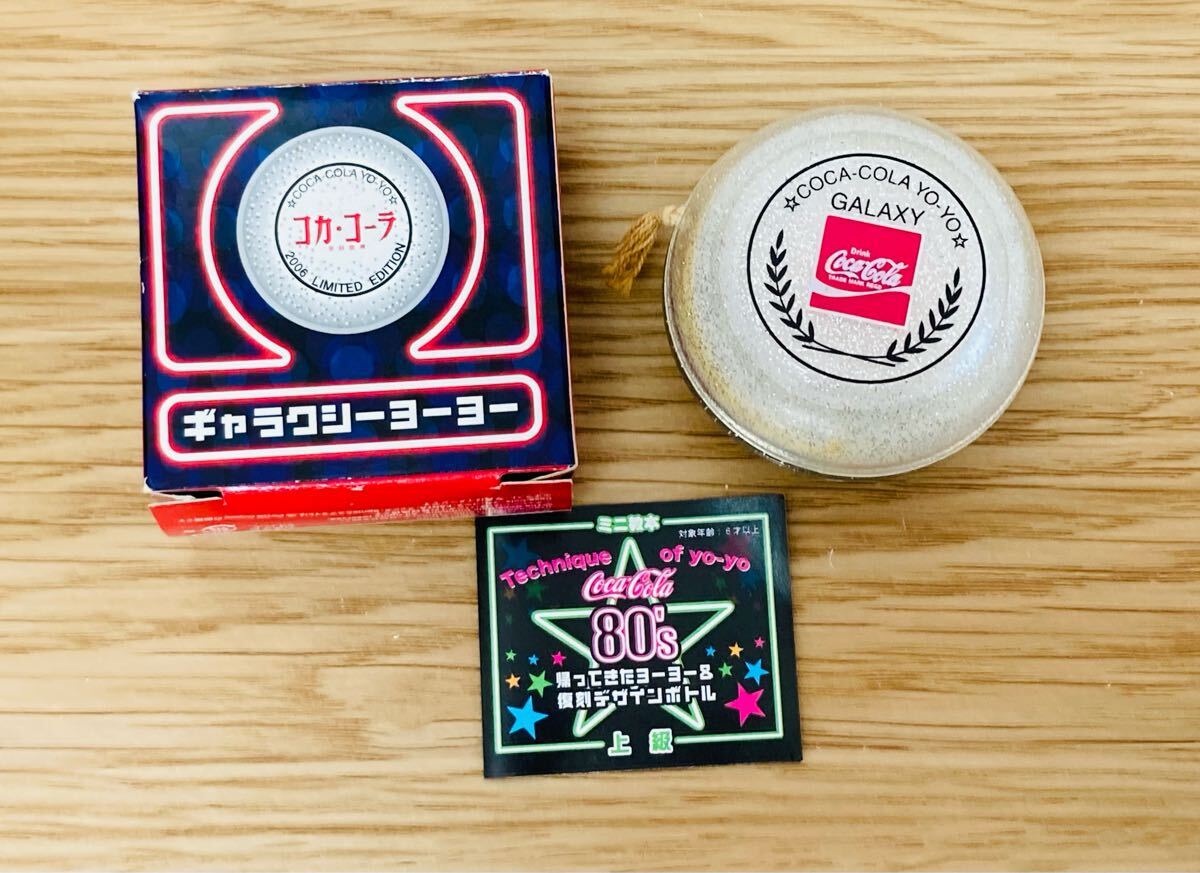 ☆COCA-COLA YO-YO☆
コカ・コーラ
2006 LIMITED EDITION
ギャラクシーヨーヨー
☆COCA-COLA YO-YO☆
GALAXY
Drink
Coca-Cola
TRADE MARK REGD
ミニ教本
対象年齢:6才以上
Technique of yo-yo
Coca-Cola
80's
帰ってきたヨーヨー&
復刻デザインボトル
上級